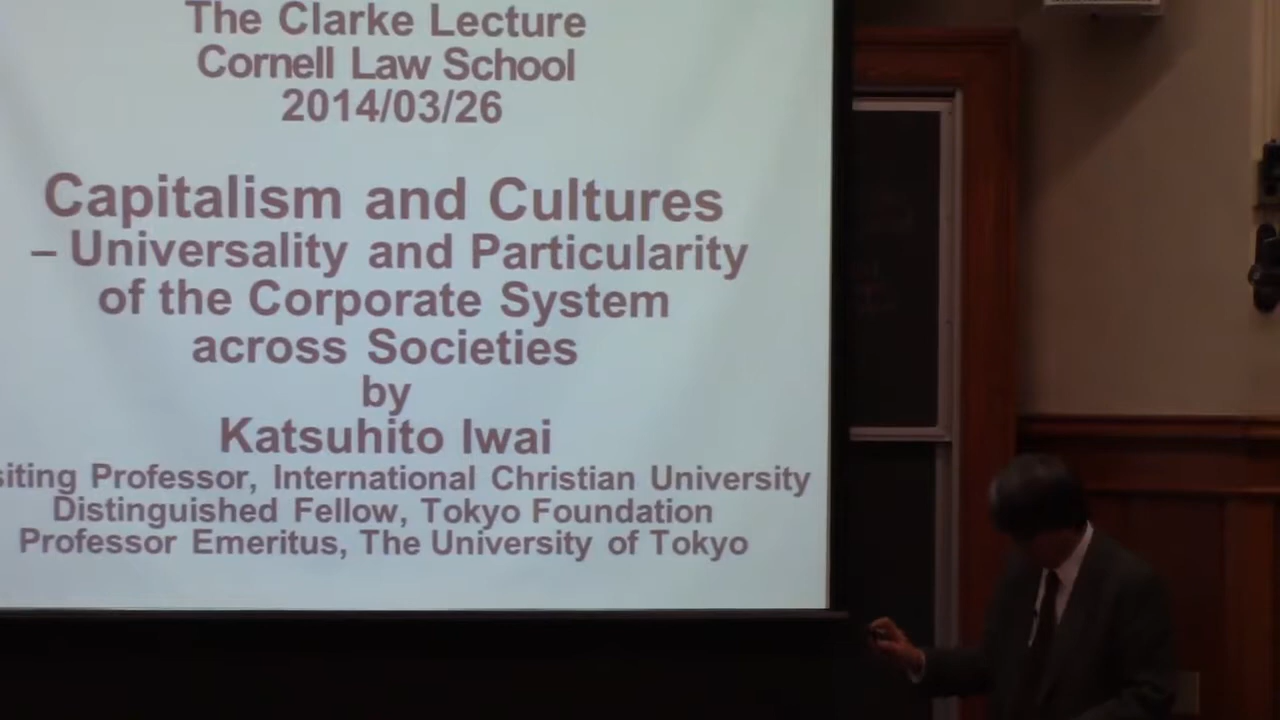 The Clarke Lecture
Cornell Law School
2014/03/26
Capitalism and Cultures
– Universality and Particularity
of the Corporate System
across Societies
by
Katsuhito Iwai
siting Professor, International Christian University
Distinguished Fellow, Tokyo Foundation
Professor Emeritus, The University of Tokyo